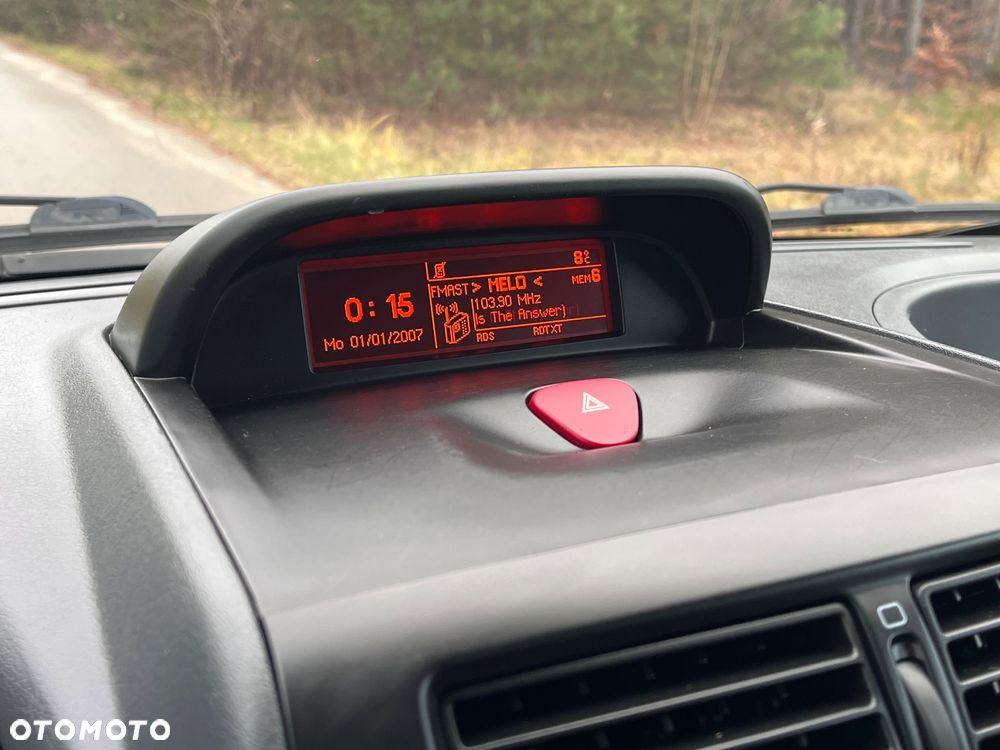 8°C
0:15
Mo 01/01/2007
FMAST > MELO < MEM6
103.90 MHz
Is The Answer)
RDS RDTXT
OTOMOTO